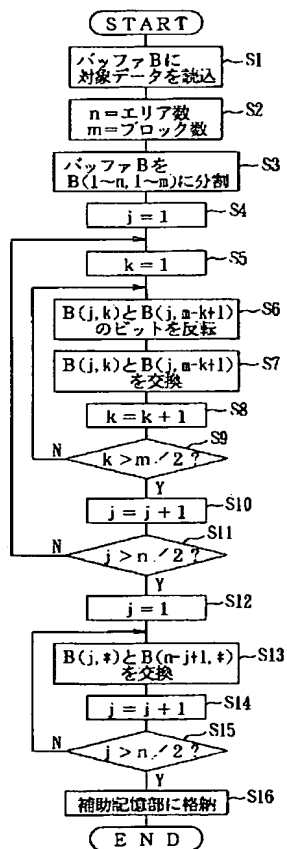 START
バッファBに
対象データを読込
S1
n=エリア数
m=ブロック数
S2
バッファBを
B(1~n,1~m)に分割
S3
j=1
S4
k=1
S5
B(j,k)とB(j,m-k+1)
のビットを反転
S6
B(j,k)とB(j,m-k+1)
を交換
S7
k=k+1
S8
k>m/2?
S9
N
Y
j=j+1
S10
j>n/2?
S11
N
Y
j=1
S12
B(j,*)とB(n-j+1,*)
を交換
S13
j=j+1
S14
j>n/2?
S15
N
Y
補助記憶部に格納
S16
END